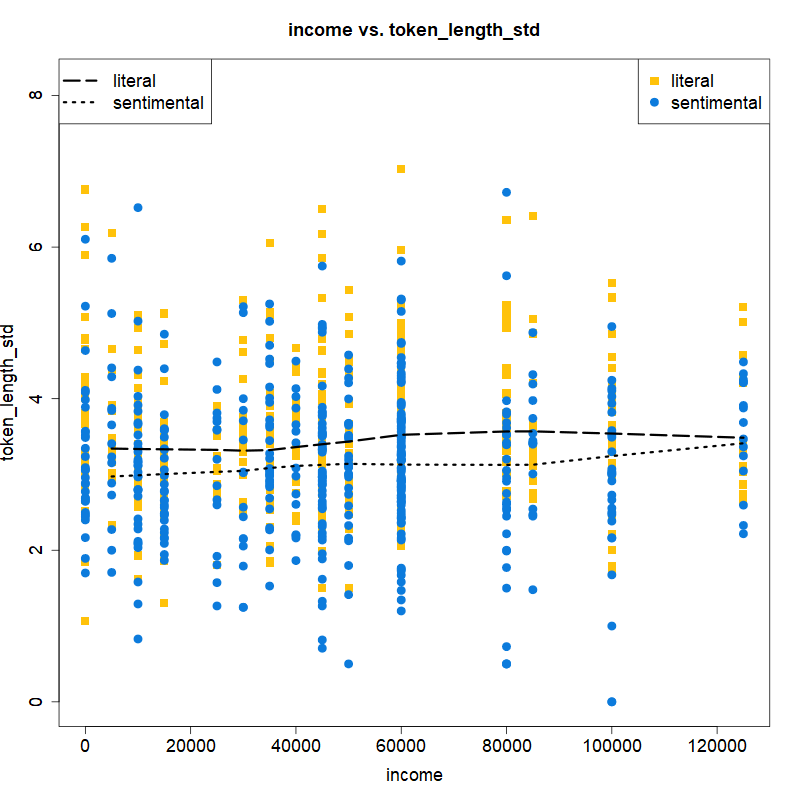 income vs. token_length_std
literal
sentimental
literal
sentimental
token_length_std
8
6
4
2
0
0 20000 40000 60000 80000 100000 120000
income